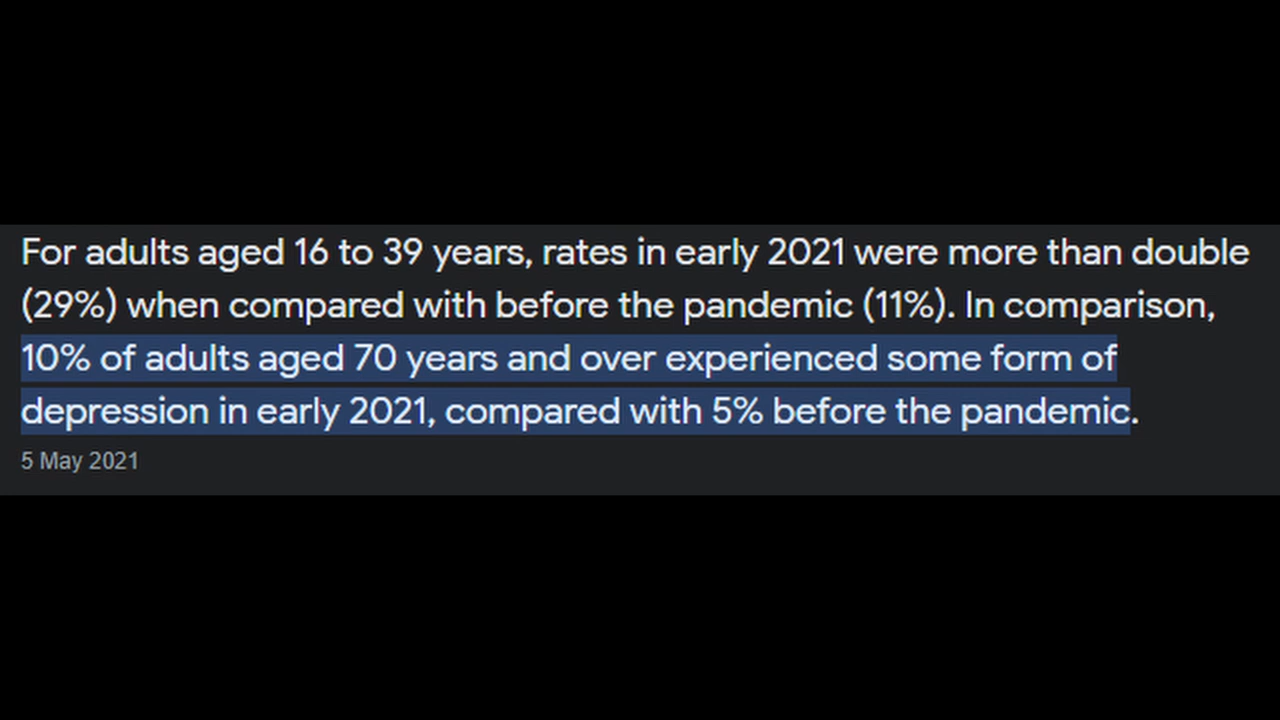 For adults aged 16 to 39 years, rates in early 2021 were more than double
(29%) when compared with before the pandemic (11%). In comparison,
10% of adults aged 70 years and over experienced some form of
depression in early 2021, compared with 5% before the pandemic.
5 May 2021